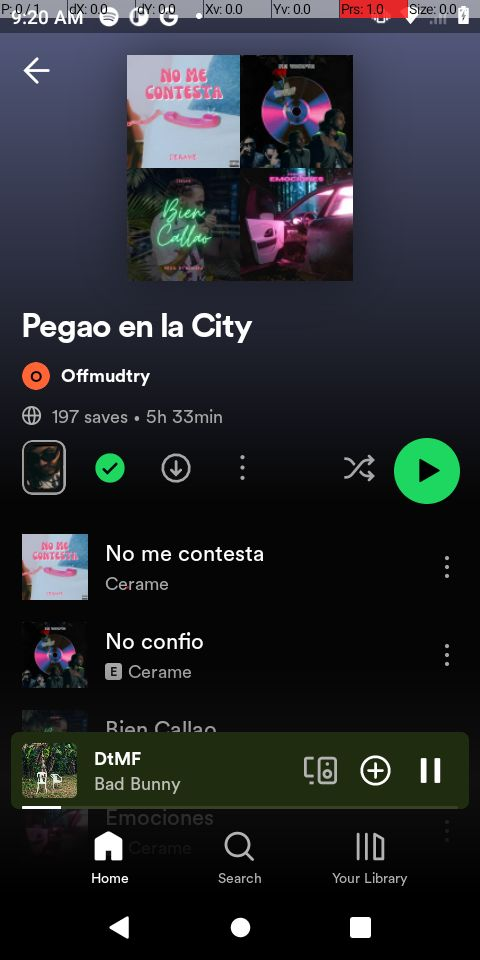 P: 0 / 1 dX: 0.0 dY: 0.0 Xv: 0.0 Yv: 0.0 Prs: 1.0 Size: 0.0
9:20 AM
NO ME CONTESTA
CERAME
Bien Callao
EMOCIONES
Pegao en la City
Offmudtry
197 saves • 5h 33min
NO ME CONTESTA
No me contesta
Cerame
No confio
E Cerame
Bien Callao
DtMF
Bad Bunny
Emociones
Cerame
Home Search Your Library